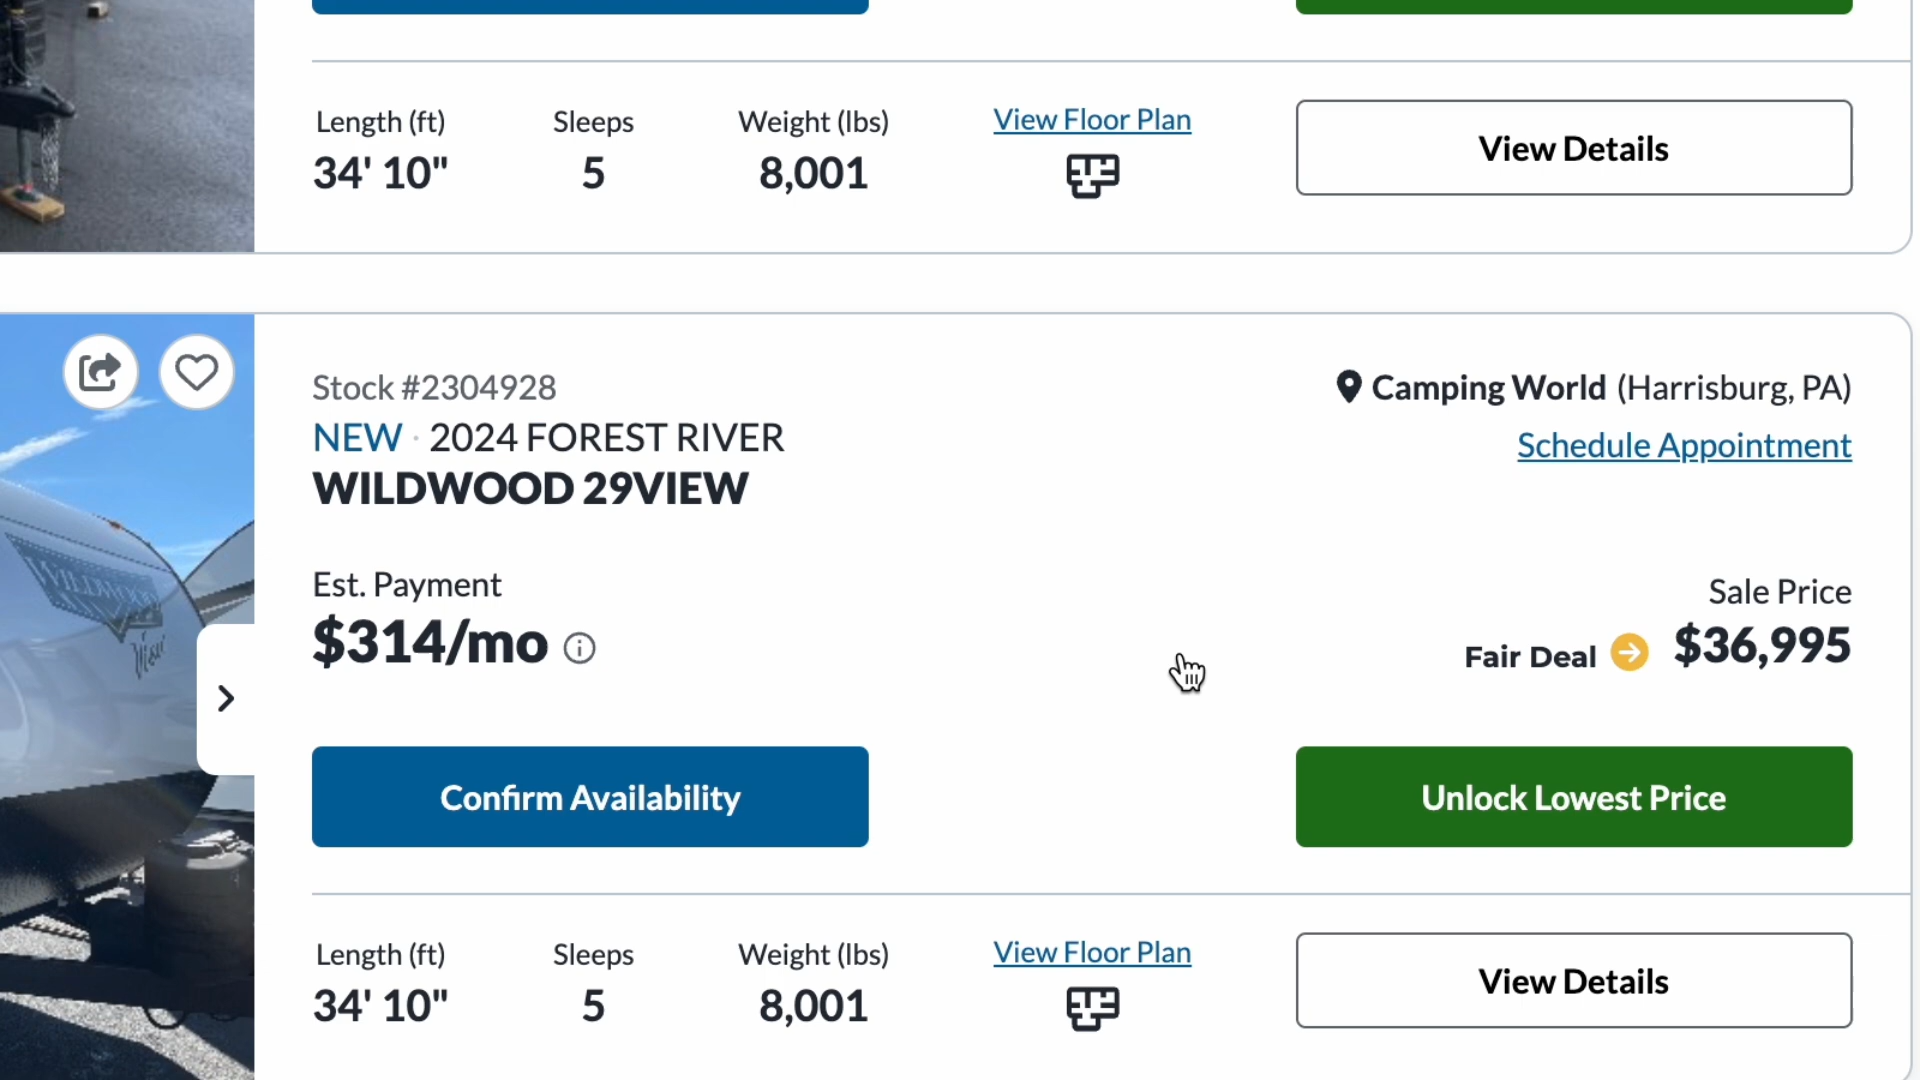 Length (ft) Sleeps Weight (lbs) View Floor Plan View Details
34' 10" 5 8,001
Stock #2304928 Camping World (Harrisburg, PA)
NEW · 2024 FOREST RIVER Schedule Appointment
WILDWOOD 29VIEW
Est. Payment Sale Price
$314/mo Fair Deal $36,995
WILDWOOD
View
Confirm Availability Unlock Lowest Price
Length (ft) Sleeps Weight (lbs) View Floor Plan View Details
34' 10" 5 8,001